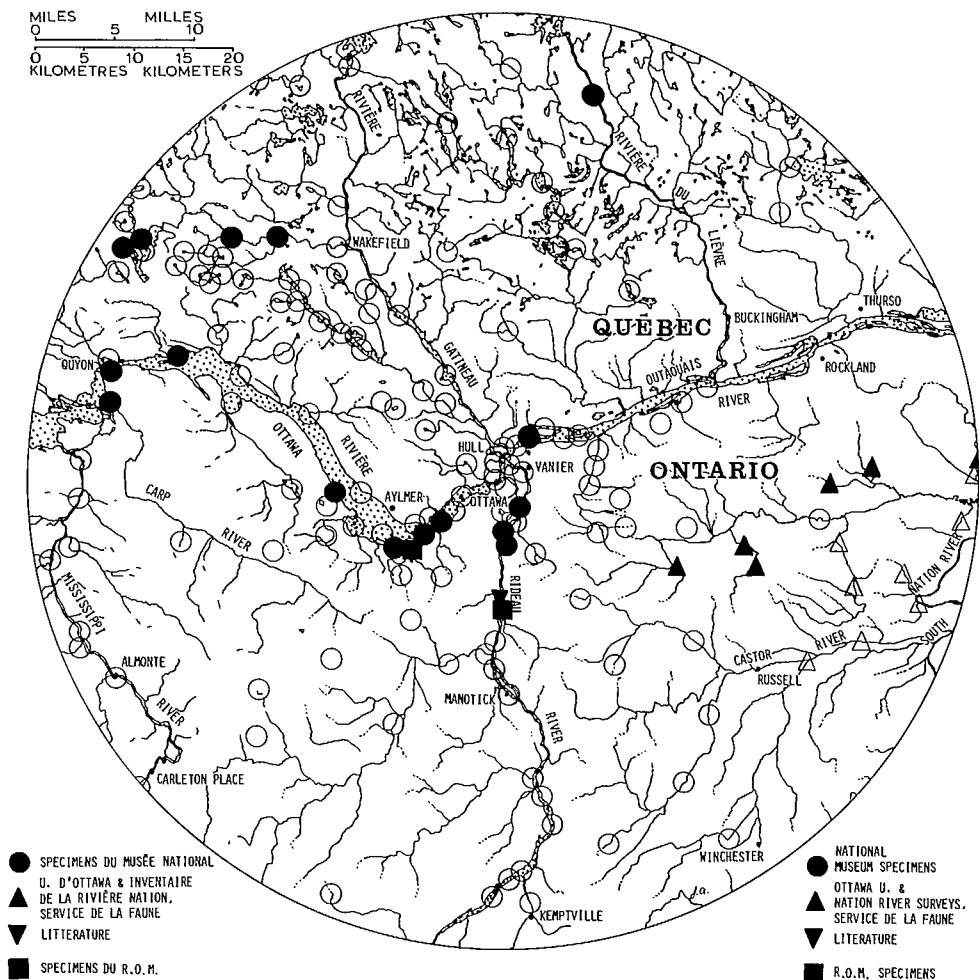 MILES MILLES
0 5 10
0 5 10 15 20
KILOMETRES KILOMETERS
RIVIÈRE
RIVIÈRE
DU
LIÈVRE
WAKEFIELD
GATINEAU
QUÉBEC
BUCKINGHAM
THURSO
ROCKLAND
OUTAOUAIS
RIVER
QUYON
OTTAWA
RIVIÈRE
HULL
VANIER
ONTARIO
AYLMER
OTTAWA
CARP
RIVER
MISSISSIPPI
RIVER
ALMONTE
CARLETON PLACE
RIDEAU
RIVER
MANOTICK
NATION RIVER
SOUTH
CASTOR
RIVER
RUSSELL
WINCHESTER
KEMPTVILLE
J.a.
SPECIMENS DU MUSÉE NATIONAL
U. D'OTTAWA & INVENTAIRE
DE LA RIVIÈRE NATION,
SERVICE DE LA FAUNE
LITTERATURE
SPECIMENS DU R.O.M.
NATIONAL
MUSEUM SPECIMENS
OTTAWA U. &
NATION RIVER SURVEYS,
SERVICE DE LA FAUNE
LITERATURE
R.O.M. SPECIMENS